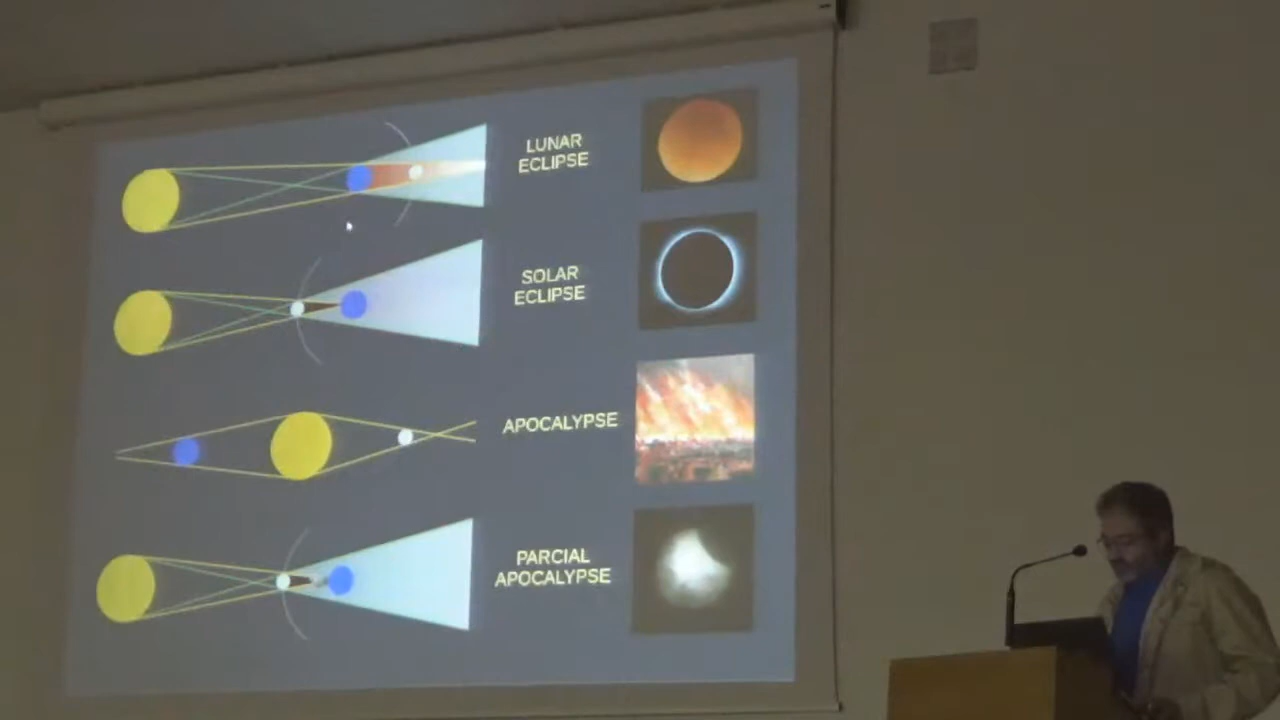 LUNAR
ECLIPSE
SOLAR
ECLIPSE
APOCALYPSE
PARCIAL
APOCALYPSE